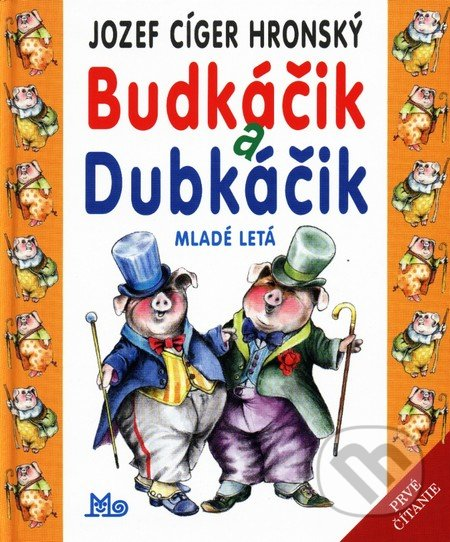 JOZEF CÍGER HRONSKÝ
Budkáčik
a
Dubkáčik
MLADÉ LETÁ
PRVÉ
ČÍTANIE